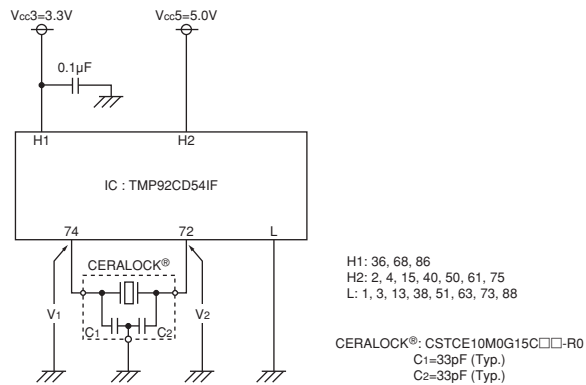 Vcc3=3.3V
Vcc5=5.0V
0.1μF
H1
H2
IC : TMP92CD54IF
74
72
L
CERALOCK®
V1
C1
C2
V2
H1: 36, 68, 86
H2: 2, 4, 15, 40, 50, 61, 75
L: 1, 3, 13, 38, 51, 63, 73, 88
CERALOCK®: CSTCE10M0G15C□□-R0
C1=33pF (Typ.)
C2=33pF (Typ.)